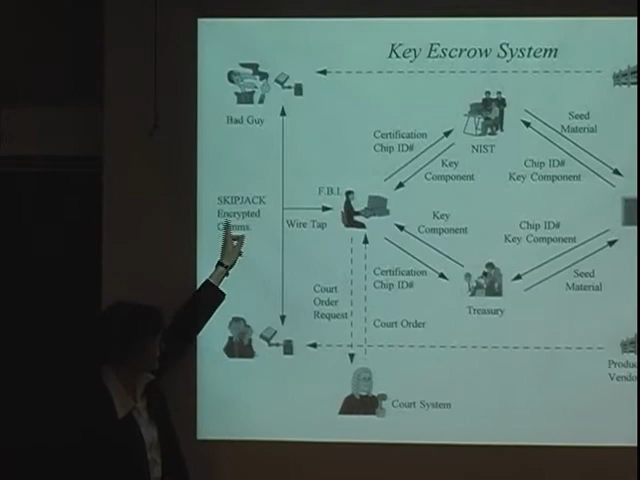 Key Escrow System
Bad Guy
Certification
Chip ID#
NIST
Seed
Material
Key
Component
Chip ID#
Key Component
SKIPJACK
Encrypted
F.B.I.
Wire Tap
Key
Component
Chip ID#
Key Component
Certification
Chip ID#
Court
Order
Request
Seed
Material
Treasury
Court Order
Court System